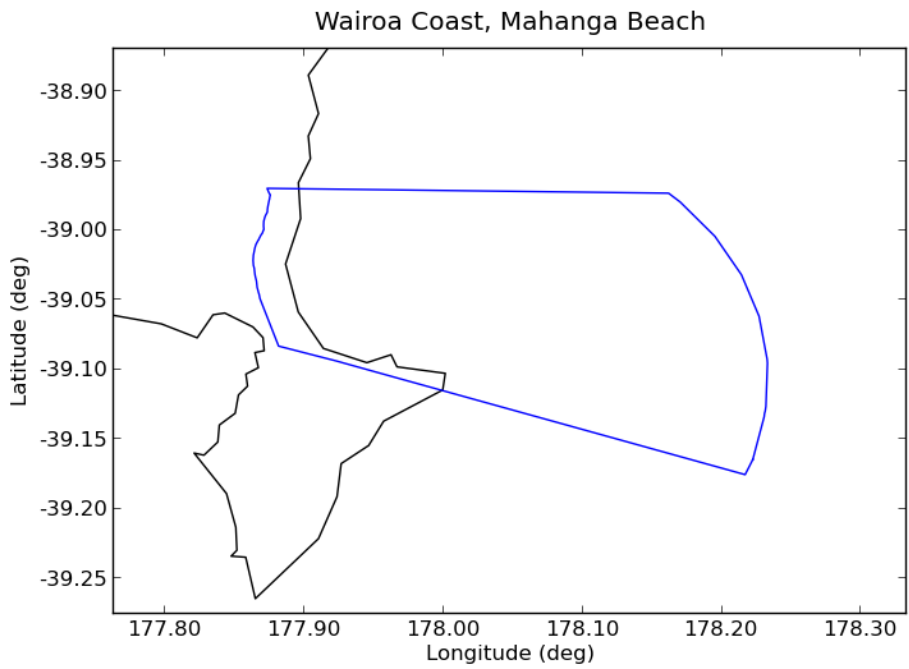 Wairoa Coast, Mahanga Beach
-38.90
-38.95
-39.00
-39.05
-39.10
-39.15
-39.20
-39.25
Latitude (deg)
177.80 177.90 178.00 178.10 178.20 178.30
Longitude (deg)